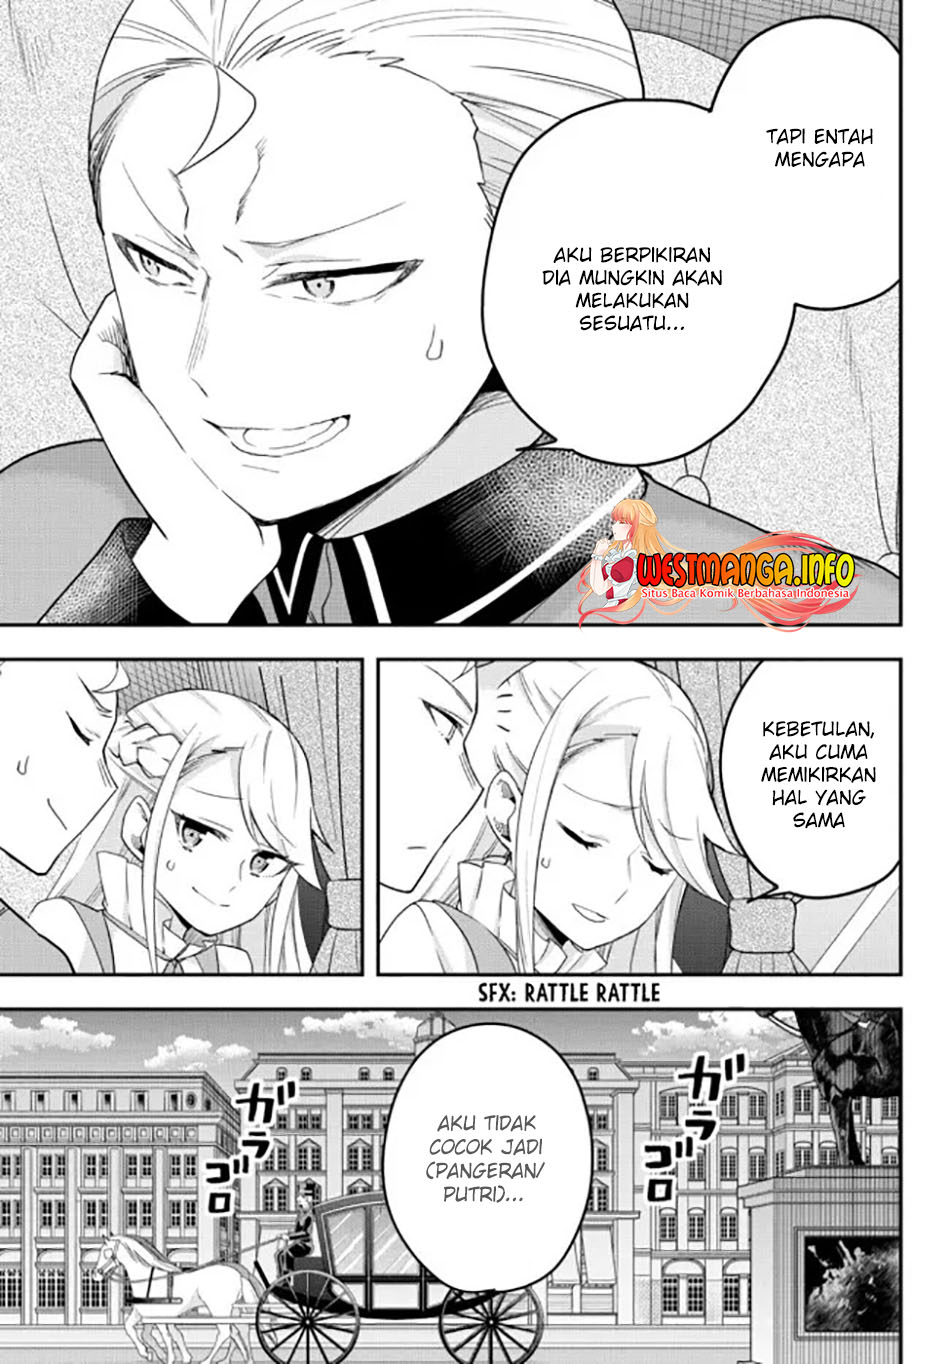 TAPI ENTAH
MENGAPA
AKU BERPIKIRAN
DIA MUNGKIN AKAN
MELAKUKAN
SESUATU...
WESTMANGA.INFO
Situs Baca Komik Berbahasa Indonesia
KEBETULAN,
AKU CUMA
MEMIKIRKAN
HAL YANG
SAMA
SFX: RATTLE RATTLE
ガラ
ゴロ
AKU TIDAK
COCOK JADI
(PANGERAN/
PUTRI)...
ガラ
ゴロ